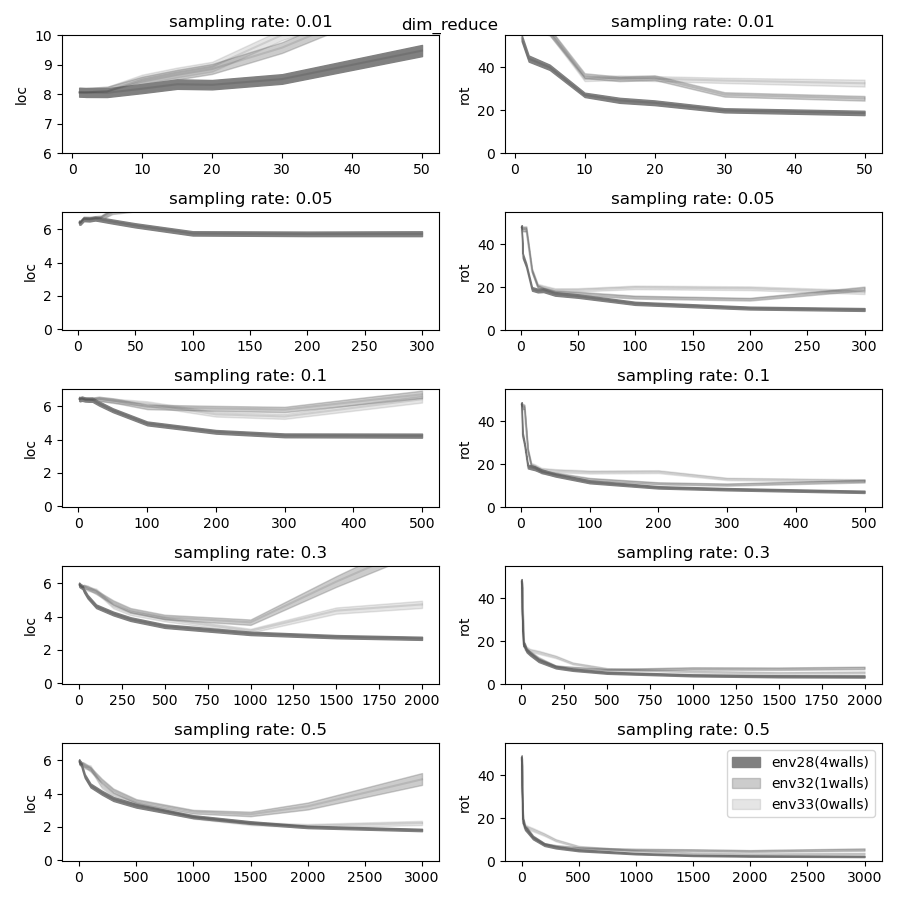 dim_reduce
sampling rate: 0.01
sampling rate: 0.01
10
9
8
7
6
loc
0 10 20 30 40 50
40
20
0
rot
0 10 20 30 40 50
sampling rate: 0.05
sampling rate: 0.05
6
4
2
0
loc
0 50 100 150 200 250 300
40
20
0
rot
0 50 100 150 200 250 300
sampling rate: 0.1
sampling rate: 0.1
6
4
2
0
loc
0 100 200 300 400 500
40
20
0
rot
0 100 200 300 400 500
sampling rate: 0.3
sampling rate: 0.3
6
4
2
0
loc
0 250 500 750 1000 1250 1500 1750 2000
40
20
0
rot
0 250 500 750 1000 1250 1500 1750 2000
sampling rate: 0.5
sampling rate: 0.5
6
4
2
0
loc
0 500 1000 1500 2000 2500 3000
40
20
0
rot
env28(4walls)
env32(1walls)
env33(0walls)
0 500 1000 1500 2000 2500 3000